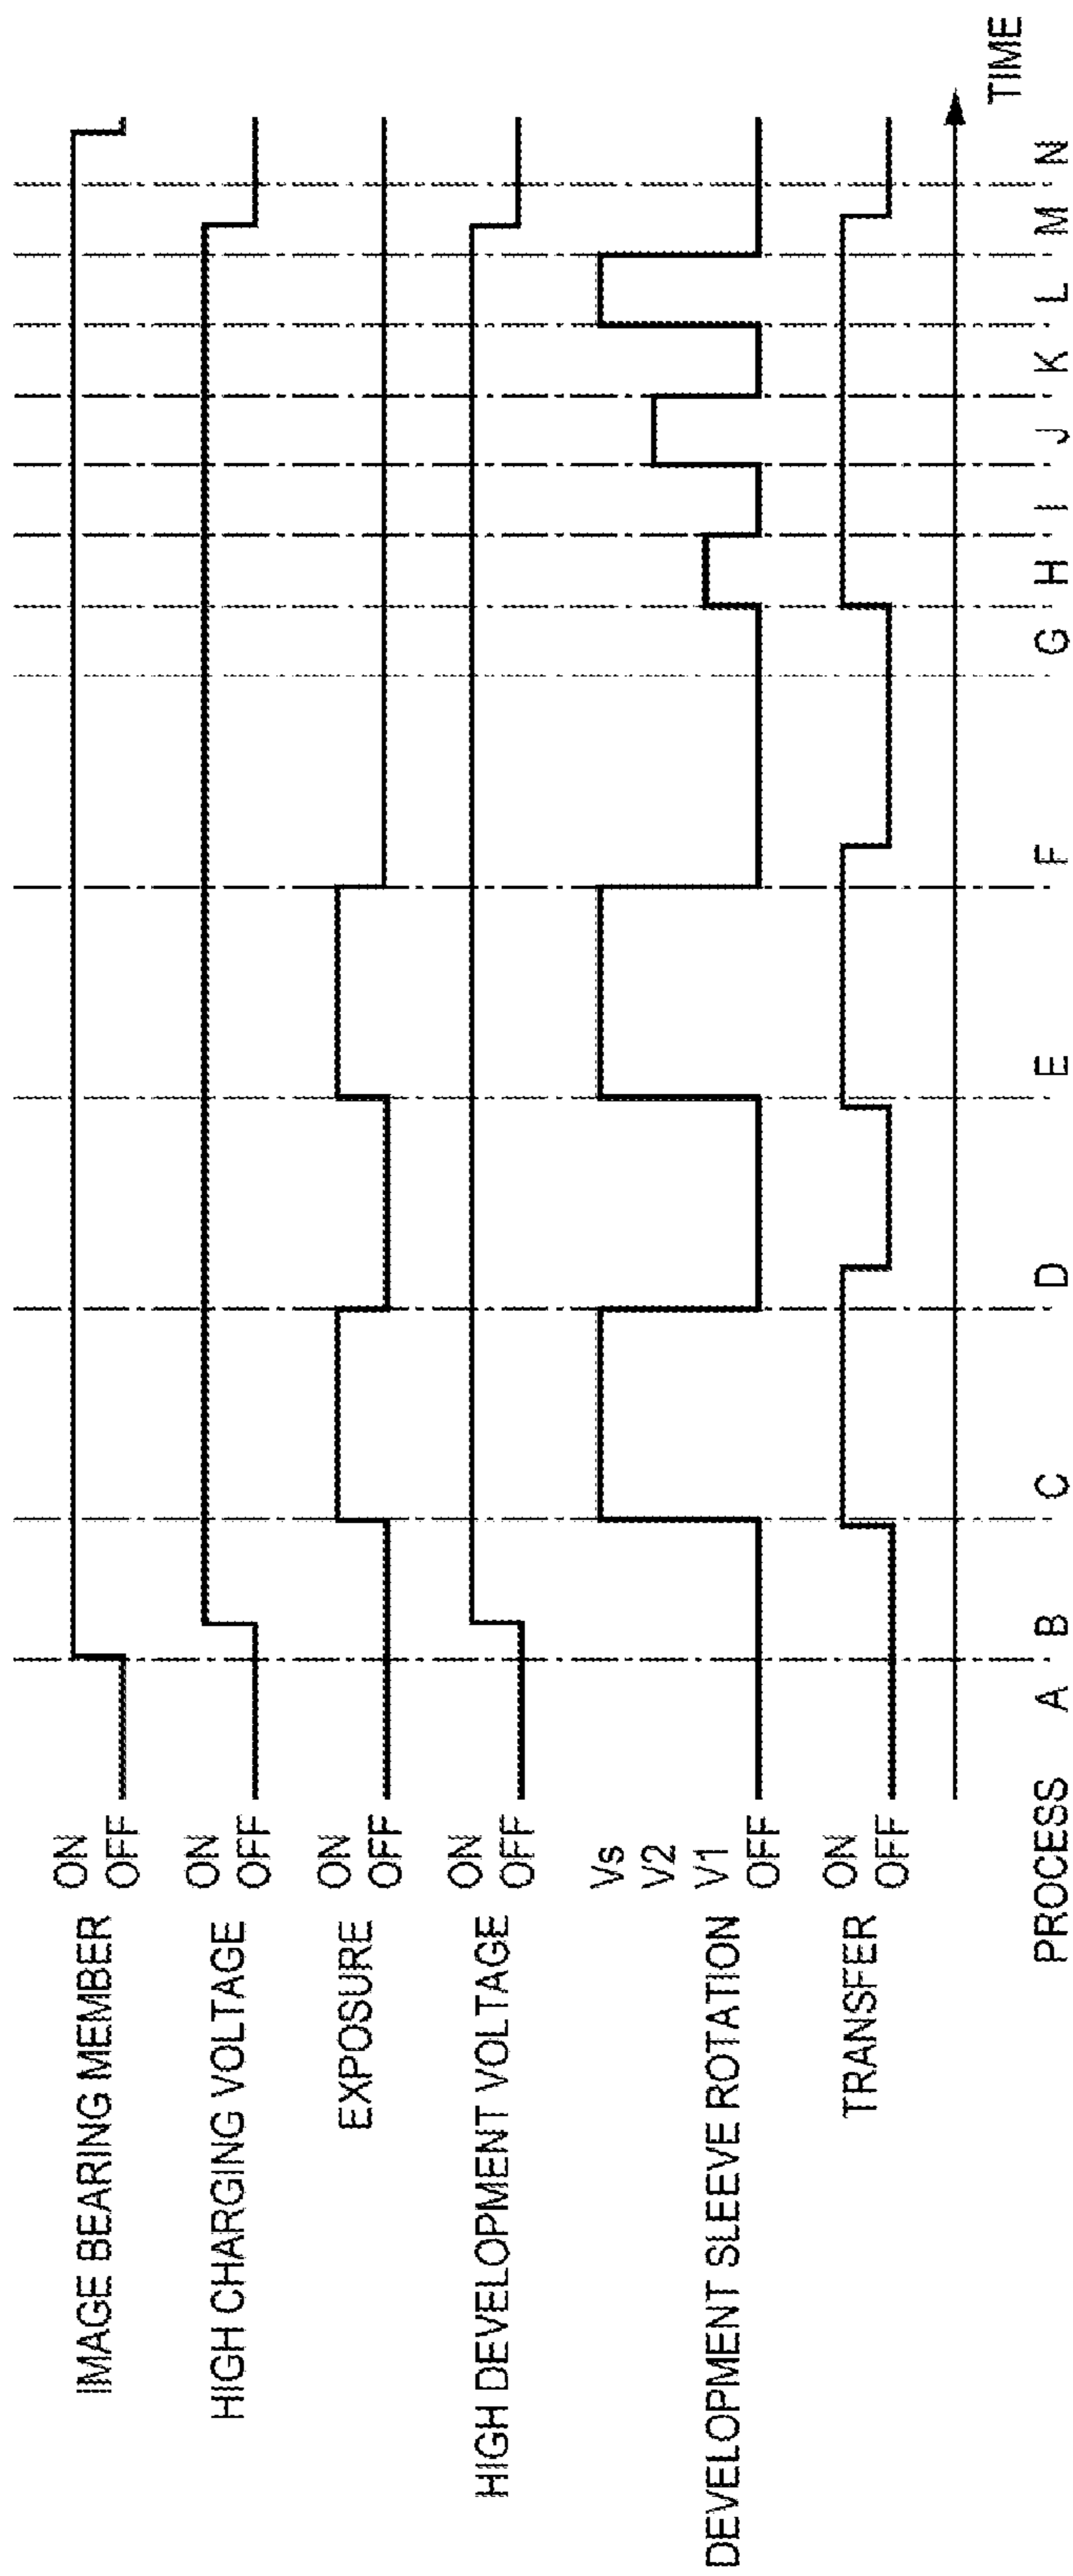 IMAGE BEARING MEMBER
ON
OFF
HIGH CHARGING VOLTAGE
ON
OFF
EXPOSURE
ON
OFF
HIGH DEVELOPMENT VOLTAGE
ON
OFF
DEVELOPMENT SLEEVE ROTATION
Vs
V2
V1
OFF
TRANSFER
ON
OFF
TIME
PROCESS A B C D E F G H I J K L M N